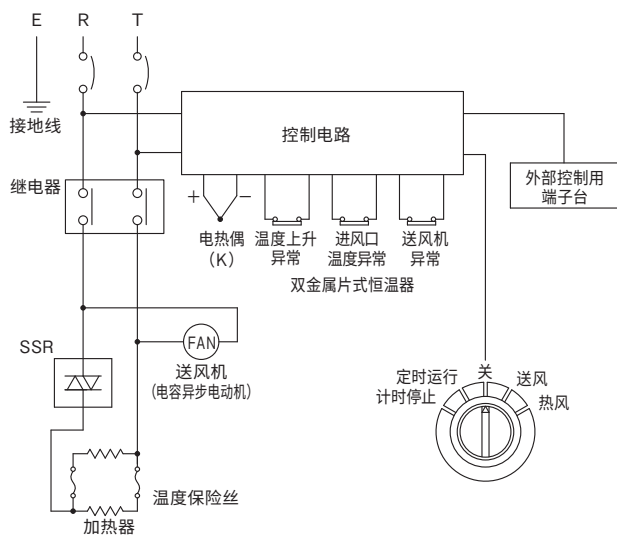 E R T
接地线
控制电路
外部控制用
端子台
继电器
+ −
电热偶
(K)
温度上升
异常
进风口
温度异常
送风机
异常
双金属片式恒温器
FAN
送风机
(电容异步电动机)
SSR
定时运行
计时停止
关
送风
热风
温度保险丝
加热器